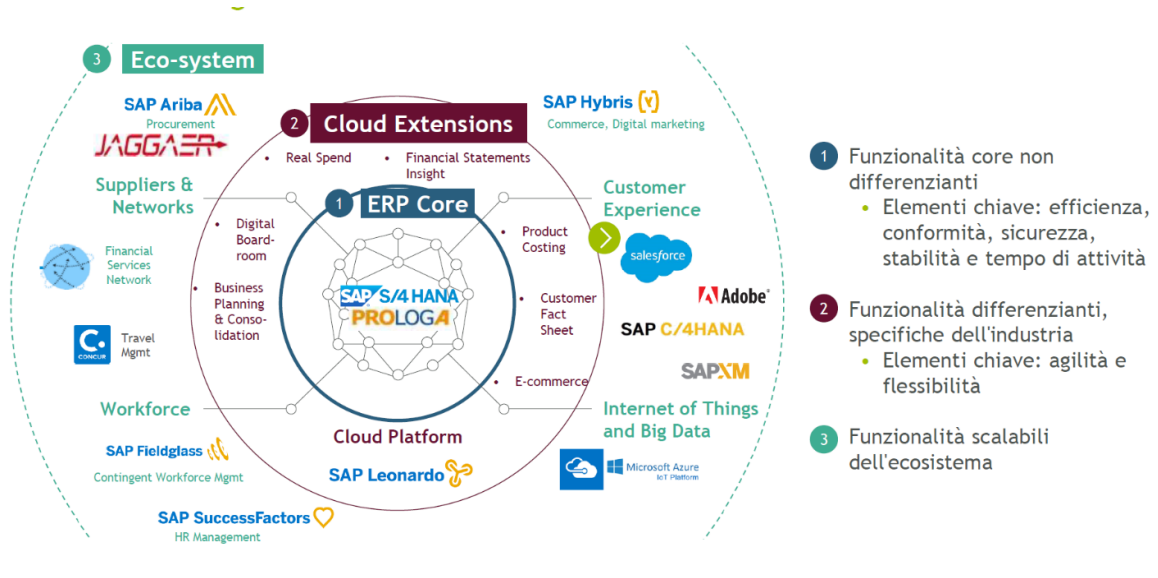 3 Eco-system
SAP Ariba
Procurement
JAGGAER
2 Cloud Extensions
SAP Hybris
Commerce, Digital marketing
• Real Spend
• Financial Statements
Insight
Suppliers &
Networks
1 ERP Core
Customer
Experience
• Digital
Board-
room
• Product
Costing
Financial
Services
Network
salesforce
• Business
Planning
& Conso-
lidation
SAP S/4 HANA
PROLOGA
• Customer
Fact
Sheet
Adobe
C.
CONCUR
Travel
Mgmt
SAP C/4HANA
SAP XM
• E-commerce
Workforce
Internet of Things
and Big Data
Cloud Platform
SAP Leonardo
SAP Fieldglass
Contingent Workforce Mgmt
Microsoft Azure
IoT Platform
SAP SuccessFactors
HR Management
1 Funzionalità core non
differenzianti
• Elementi chiave: efficienza,
conformità, sicurezza,
stabilità e tempo di attività
2 Funzionalità differenzianti,
specifiche dell'industria
• Elementi chiave: agilità e
flessibilità
3 Funzionalità scalabili
dell'ecosistema